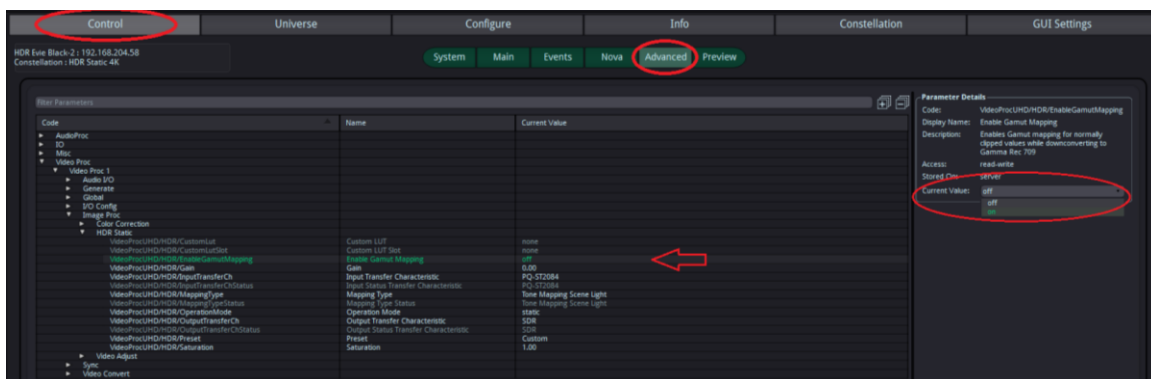 Control Universe Configure Info Constellation GUI Settings
HDR Evie Black-2 : 192.168.204.58
Constellation : HDR Static 4K
System Main Events Nova Advanced Preview
Filter Parameters
Code Name Current Value
AudioProc
IO
Misc
Video Proc
Video Proc 1
Audio I/O
Generate
Global
I/O Config
Image Proc
Color Correction
HDR Static
VideoProcUHD/HDR/CustomLut Custom LUT none
VideoProcUHD/HDR/CustomLutSlot Custom LUT Slot none
VideoProcUHD/HDR/EnableGamutMapping Enable Gamut Mapping off
VideoProcUHD/HDR/Gain Gain 0.00
VideoProcUHD/HDR/InputTransferCh Input Transfer Characteristic PQ-ST2084
VideoProcUHD/HDR/InputTransferChStatus Input Status Transfer Characteristic PQ-ST2084
VideoProcUHD/HDR/MappingType Mapping Type Tone Mapping Scene Light
VideoProcUHD/HDR/MappingTypeStatus Mapping Type Status Tone Mapping Scene Light
VideoProcUHD/HDR/OperationMode Operation Mode static
VideoProcUHD/HDR/OutputTransferCh Output Transfer Characteristic SDR
VideoProcUHD/HDR/OutputTransferChStatus Output Status Transfer Characteristic SDR
VideoProcUHD/HDR/Preset Preset Custom
VideoProcUHD/HDR/Saturation Saturation 1.00
Video Adjust
Sync
Video Convert
Parameter Details
Code: VideoProcUHD/HDR/EnableGamutMapping
Display Name: Enable Gamut Mapping
Description: Enables Gamut mapping for normally
clipped values while downconverting to
Gamma Rec 709
Access: read-write
Stored On: server
Current Value: off
off
on